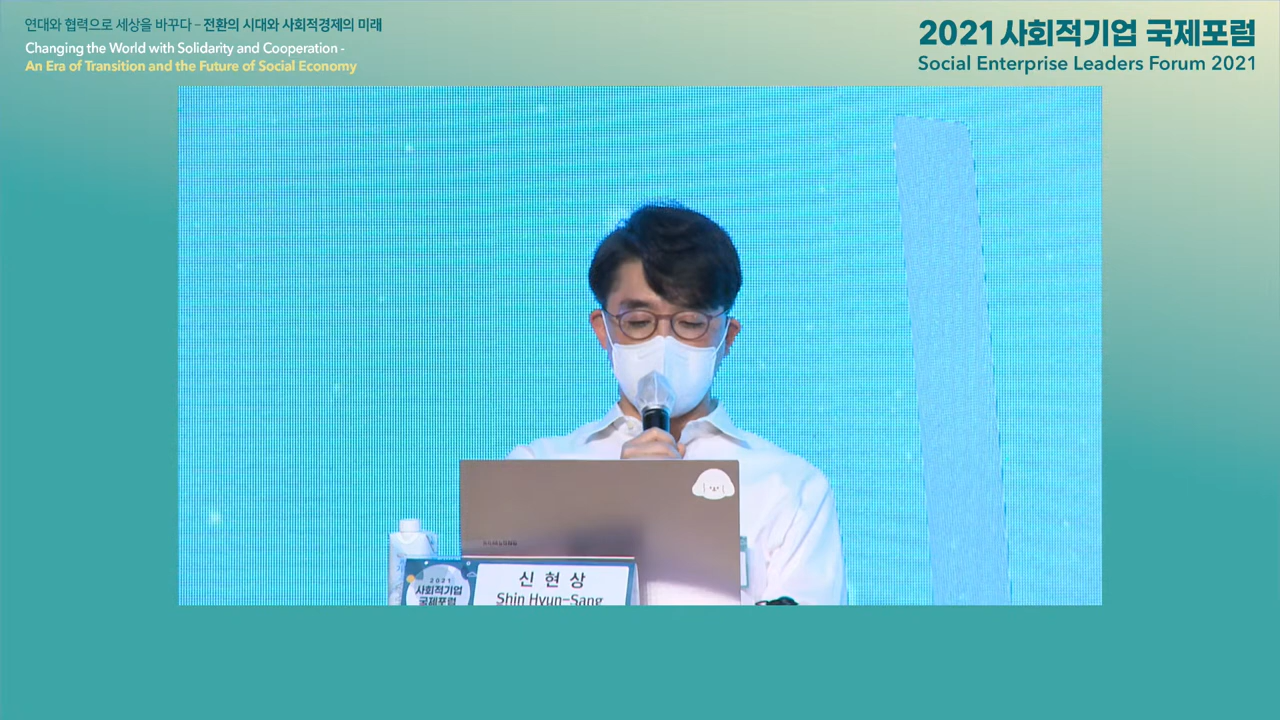 연대와 협력으로 세상을 바꾸다 – 전환의 시대와 사회적경제의 미래
Changing the World with Solidarity and Cooperation -
An Era of Transition and the Future of Social Economy
2021 사회적기업 국제포럼
Social Enterprise Leaders Forum 2021
2021
사회적기업
국제포럼
신 현 상
Shin Hyun-Sang